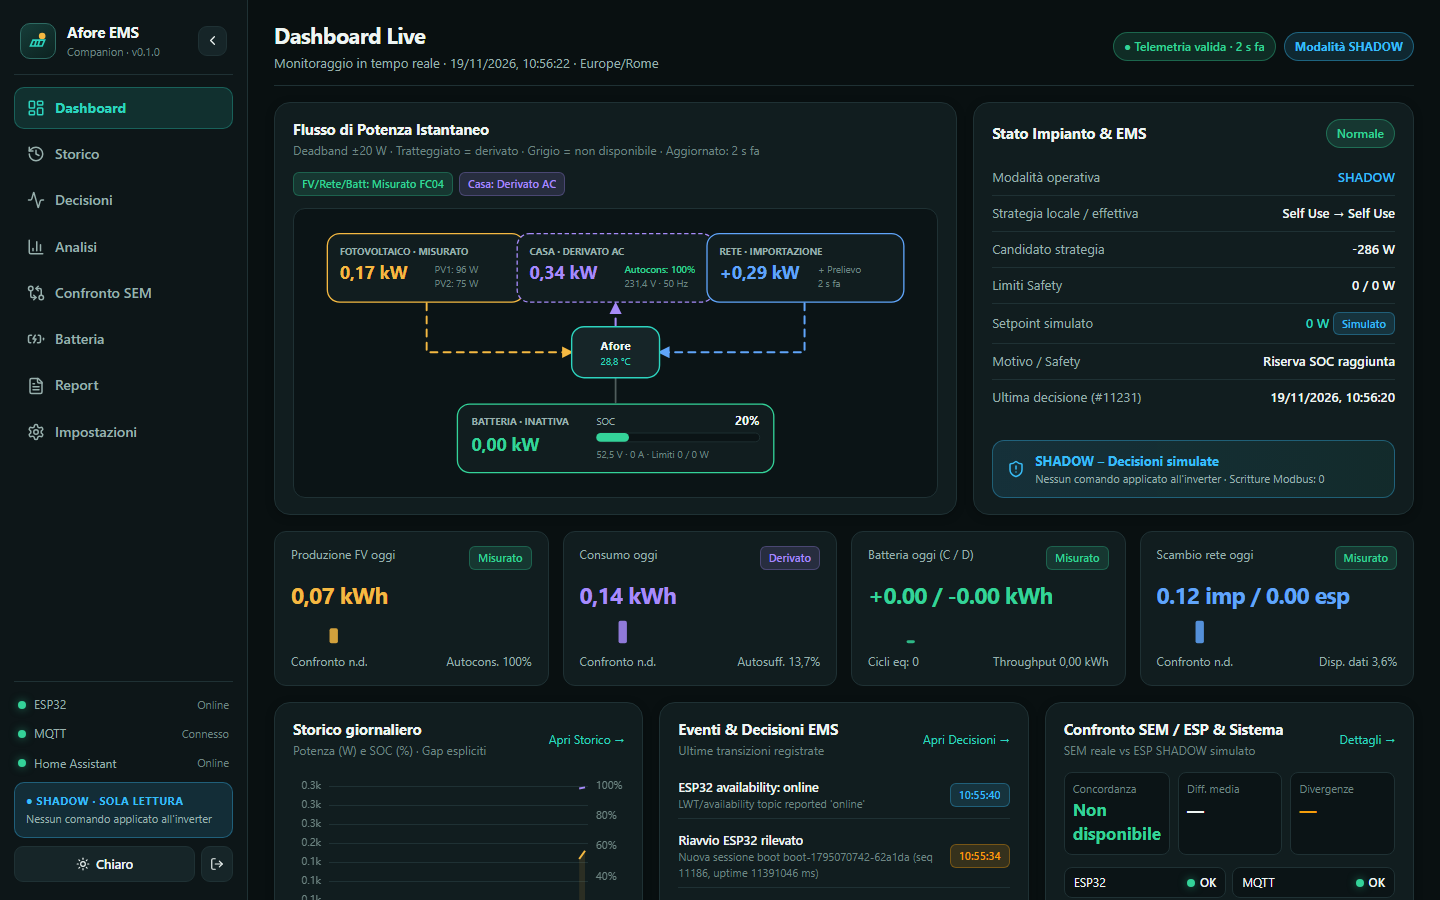 Afore EMS
Companion · v0.1.0
Dashboard
Storico
Decisioni
Analisi
Confronto SEM
Batteria
Report
Impostazioni
ESP32 Online
MQTT Connesso
Home Assistant Online
● SHADOW · SOLA LETTURA
Nessun comando applicato all'inverter
Chiaro
Dashboard Live
Monitoraggio in tempo reale · 19/11/2026, 10:56:22 · Europe/Rome
● Telemetria valida · 2 s fa
Modalità SHADOW
Flusso di Potenza Istantaneo
Deadband ±20 W · Tratteggiato = derivato · Grigio = non disponibile · Aggiornato: 2 s fa
FV/Rete/Batt: Misurato FC04
Casa: Derivato AC
FOTOVOLTAICO · MISURATO
0,17 kW
PV1: 96 W
PV2: 75 W
CASA · DERIVATO AC
0,34 kW
Autocons: 100%
231,4 V · 50 Hz
RETE · IMPORTAZIONE
+0,29 kW
+ Prelievo
2 s fa
Afore
28,8 °C
BATTERIA · INATTIVA
0,00 kW
SOC 20%
52,5 V · 0 A · Limiti 0 / 0 W
Stato Impianto & EMS
Normale
Modalità operativa SHADOW
Strategia locale / effettiva Self Use → Self Use
Candidato strategia -286 W
Limiti Safety 0 / 0 W
Setpoint simulato 0 W Simulato
Motivo / Safety Riserva SOC raggiunta
Ultima decisione (#11231) 19/11/2026, 10:56:20
SHADOW – Decisioni simulate
Nessun comando applicato all'inverter · Scritture Modbus: 0
Produzione FV oggi Misurato
0,07 kWh
Confronto n.d. Autocons. 100%
Consumo oggi Derivato
0,14 kWh
Confronto n.d. Autosuff. 13,7%
Batteria oggi (C / D) Misurato
+0.00 / -0.00 kWh
Cicli eq: 0 Throughput 0,00 kWh
Scambio rete oggi Misurato
0.12 imp / 0.00 esp
Confronto n.d. Disp. dati 3,6%
Storico giornaliero
Potenza (W) e SOC (%) · Gap espliciti
Apri Storico →
0.3k
0.3k
0.3k
0.2k
0.1k
0.1k
0.1k
100%
80%
60%
40%
Eventi & Decisioni EMS
Ultime transizioni registrate
Apri Decisioni →
ESP32 availability: online
LWT/availability topic reported 'online'
10:55:40
Riavvio ESP32 rilevato
Nuova sessione boot boot-1795070742-62a1da (seq
11186, uptime 11391046 ms)
10:55:34
Confronto SEM / ESP & Sistema
SEM reale vs ESP SHADOW simulato
Dettagli →
Concordanza
Non
disponibile
Diff. media
—
Divergenze
—
ESP32 ● OK
MQTT ● OK